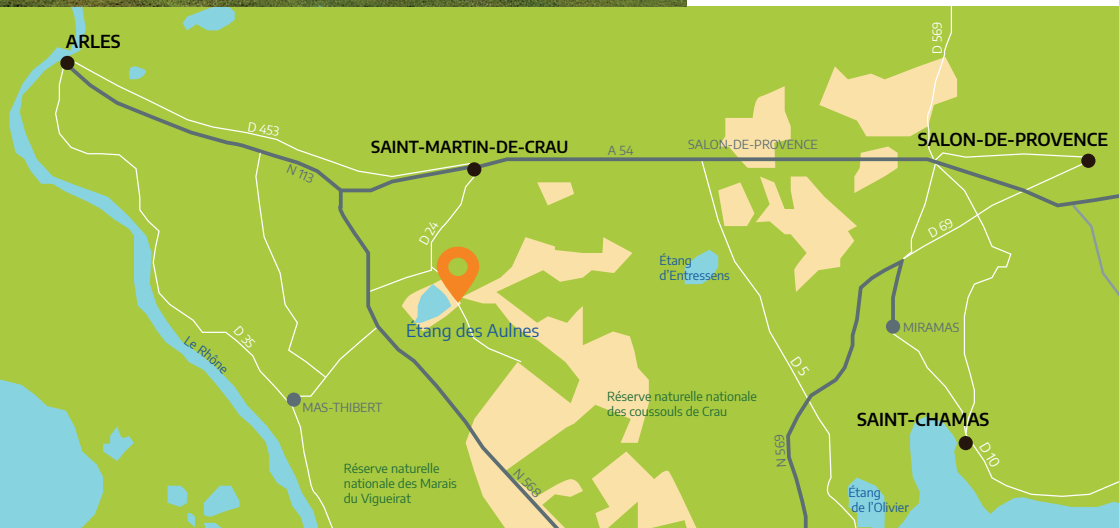 ARLES
D 569
D 453
SAINT-MARTIN-DE-CRAU
A 54
SALON-DE-PROVENCE
SALON-DE-PROVENCE
N 113
D 24
D 69
Étang
d'Entressens
Étang des Aulnes
MIRAMAS
D 35
Le Rhône
D 5
MAS-THIBERT
Réserve naturelle nationale
des coussouls de Crau
SAINT-CHAMAS
N 569
D 10
Réserve naturelle
nationale des Marais
du Vigueirat
N 568
Étang
de l'Olivier